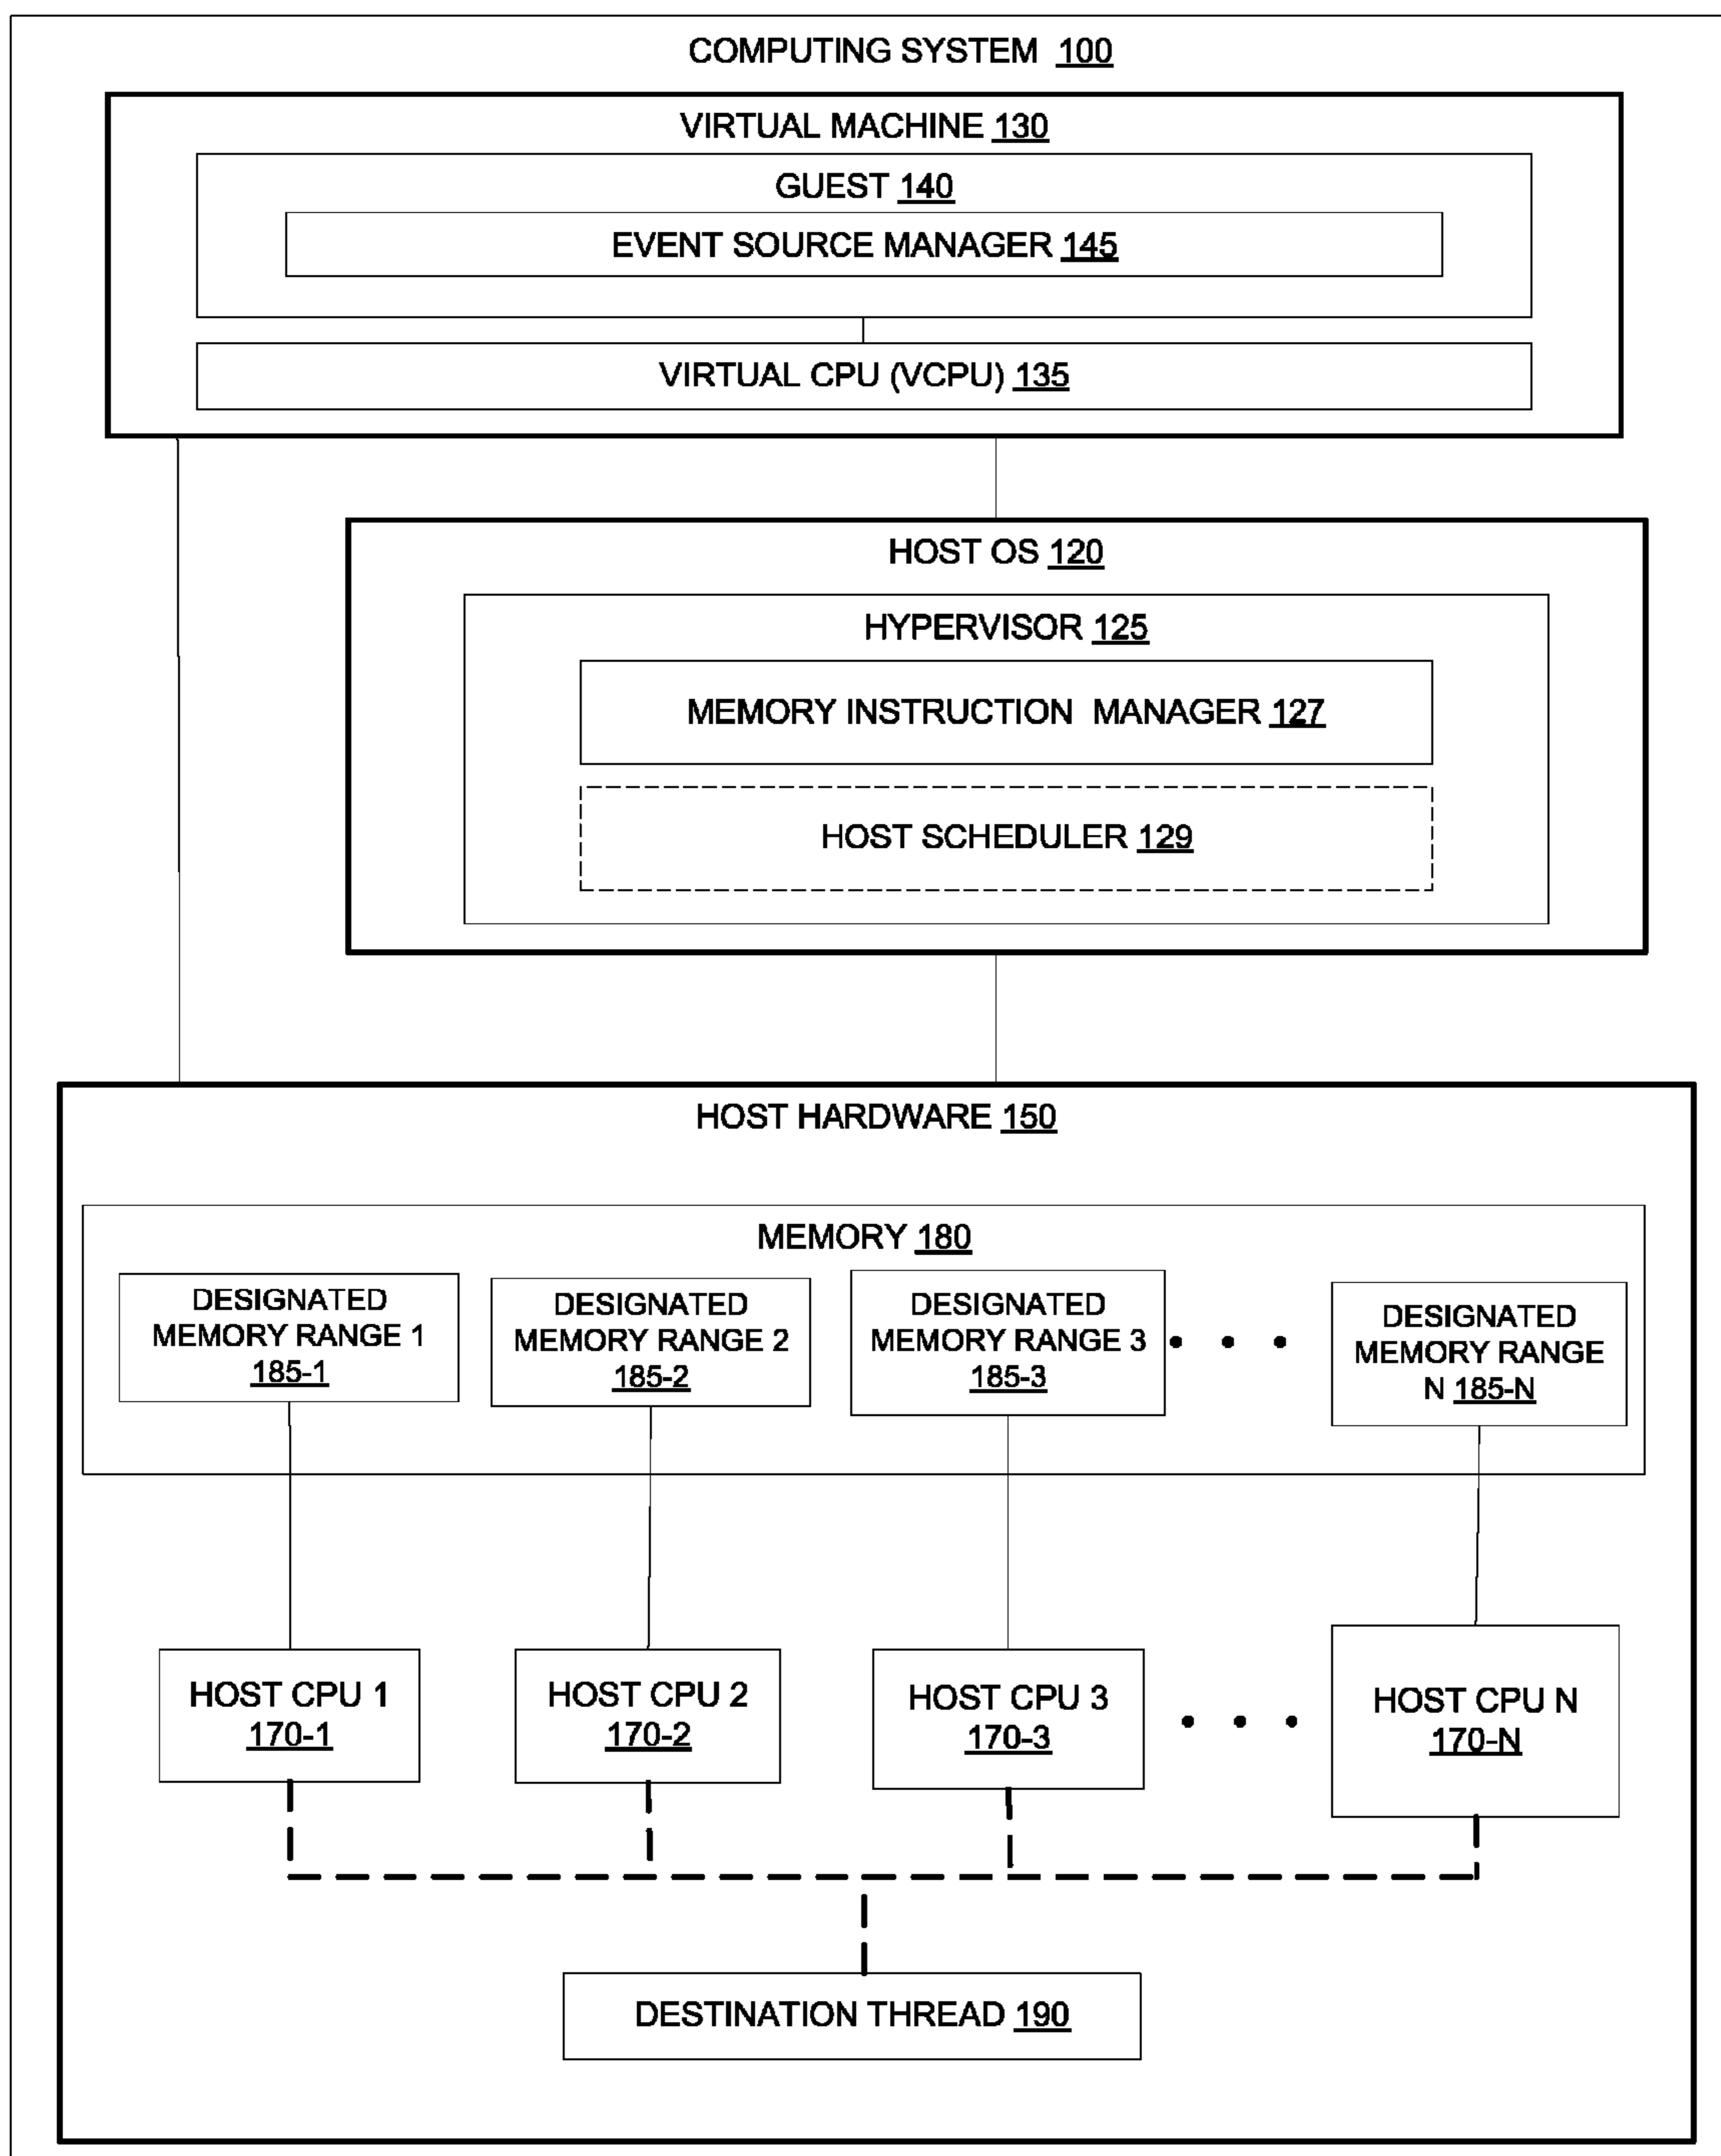 COMPUTING SYSTEM 100
VIRTUAL MACHINE 130
GUEST 140
EVENT SOURCE MANAGER 145
VIRTUAL CPU (VCPU) 135
HOST OS 120
HYPERVISOR 125
MEMORY INSTRUCTION MANAGER 127
HOST SCHEDULER 129
HOST HARDWARE 150
MEMORY 180
DESIGNATED
MEMORY RANGE 1
185-1
DESIGNATED
MEMORY RANGE 2
185-2
DESIGNATED
MEMORY RANGE 3
185-3
DESIGNATED
MEMORY RANGE
N 185-N
HOST CPU 1
170-1
HOST CPU 2
170-2
HOST CPU 3
170-3
HOST CPU N
170-N
DESTINATION THREAD 190